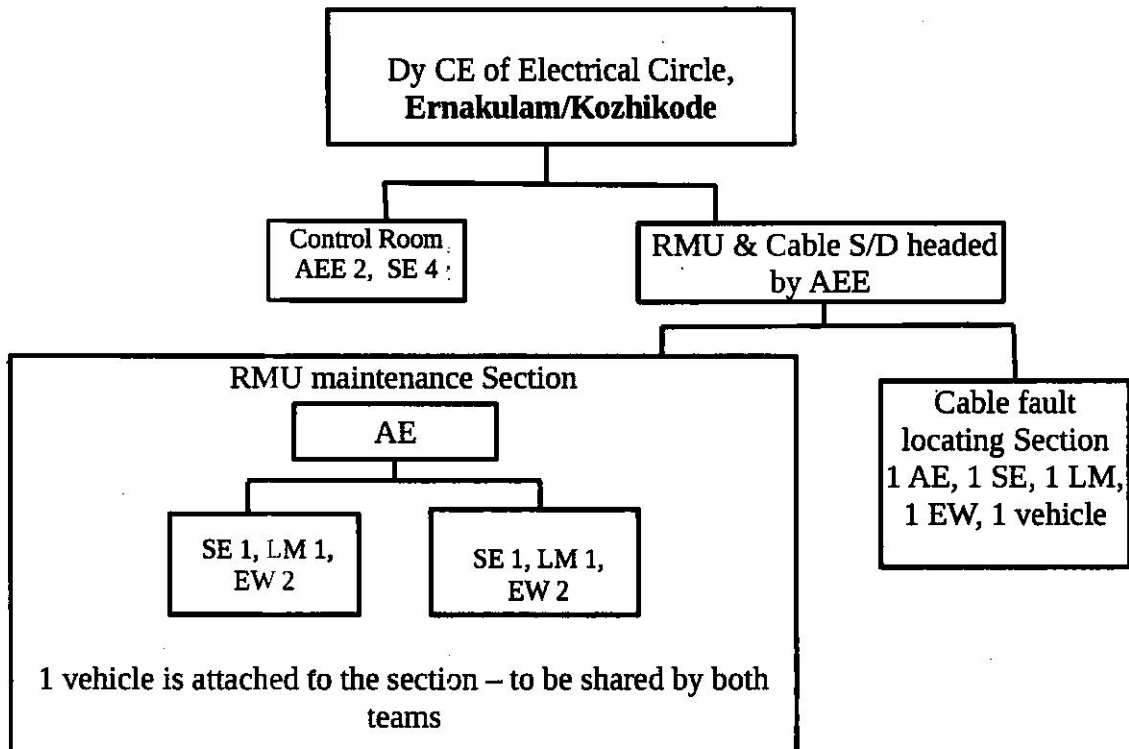 Dy CE of Electrical Circle,
Ernakulam/Kozhikode
Control Room
AEE 2, SE 4
RMU & Cable S/D headed
by AEE
RMU maintenance Section
AE
SE 1, LM 1,
EW 2
SE 1, LM 1,
EW 2
1 vehicle is attached to the section – to be shared by both
teams
Cable fault
locating Section
1 AE, 1 SE, 1 LM,
1 EW, 1 vehicle